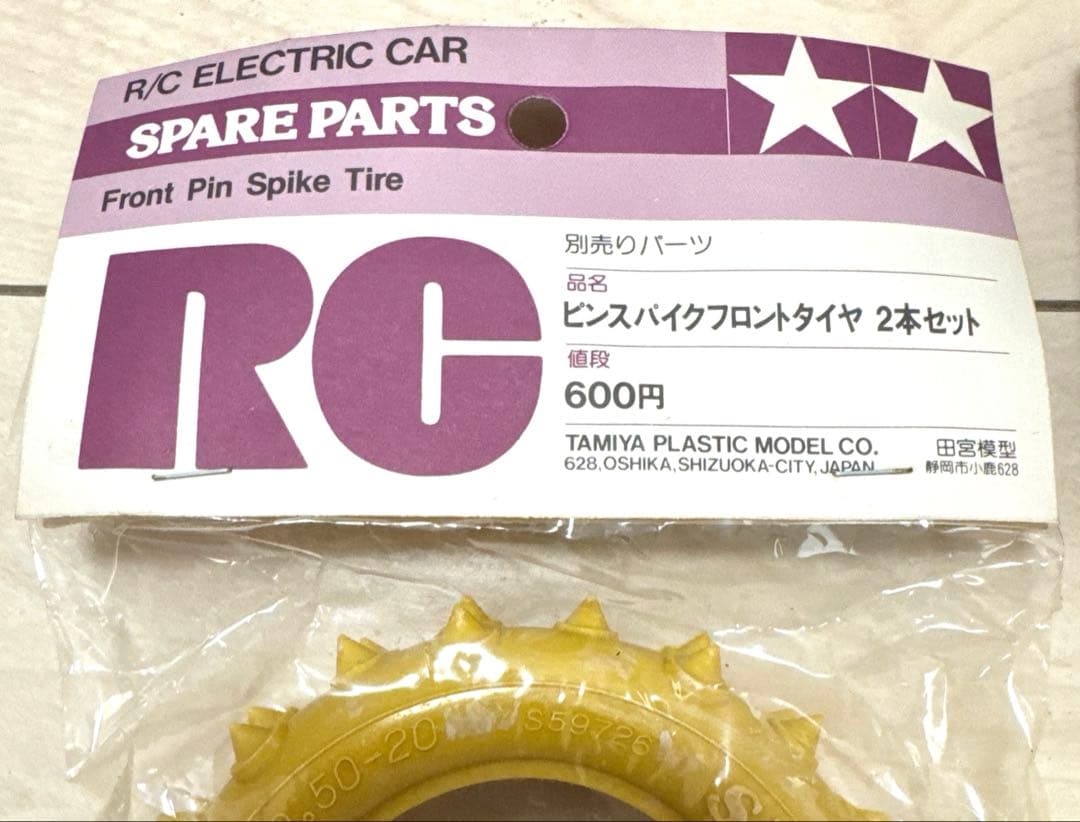 R/C ELECTRIC CAR
SPARE PARTS
Front Pin Spike Tire
RC
別売りパーツ
品名
ピンスパイクフロントタイヤ 2本セット
値段
600円
TAMIYA PLASTIC MODEL CO.
628, OSHIKA, SHIZUOKA-CITY, JAPAN
田宮模型
静岡市小鹿628
.50-20
S59726